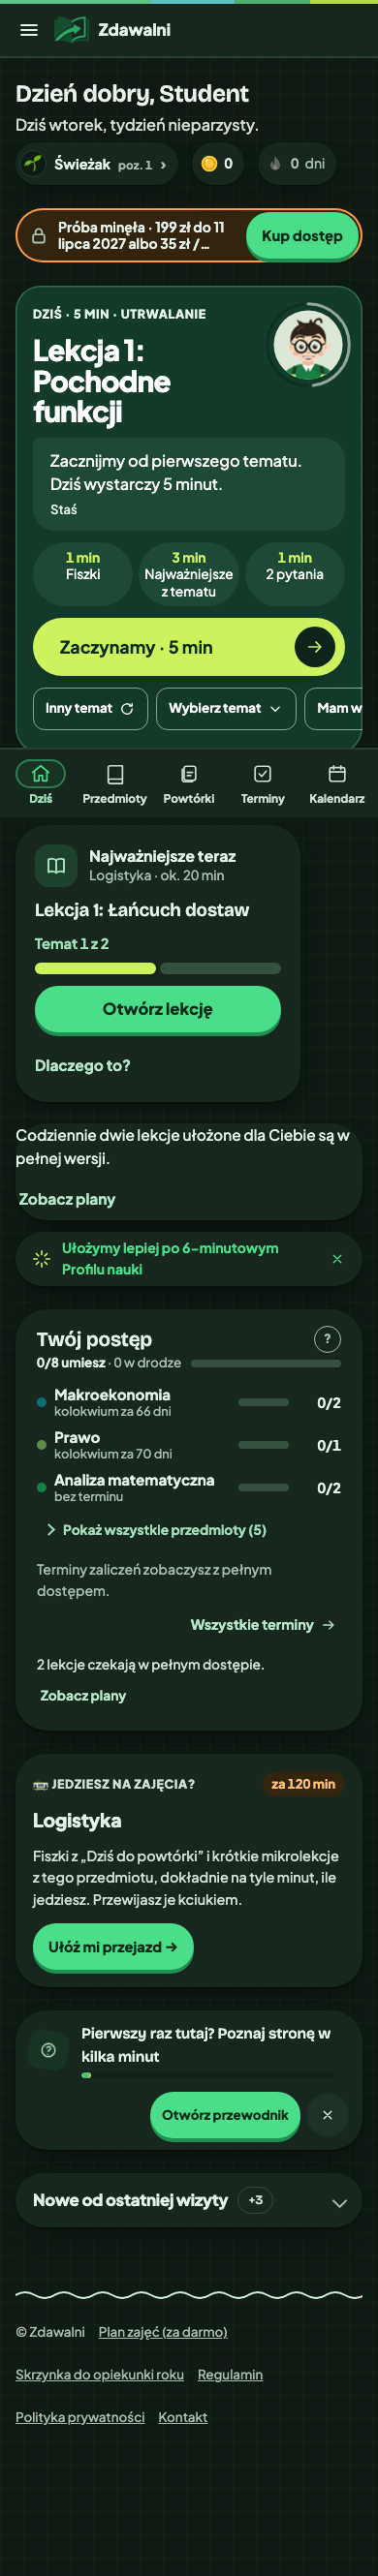 Zdawalni
Dzień dobry, Student
Dziś wtorek, tydzień nieparzysty.
Świeżak poz. 1 › 0 0 dni
Próba minęła · 199 zł do 11
lipca 2027 albo 35 zł /...
Kup dostęp
DZIŚ · 5 MIN · UTRWALANIE
Lekcja 1:
Pochodne
funkcji
Zacznijmy od pierwszego tematu.
Dziś wystarczy 5 minut.
Staś
1 min
Fiszki
3 min
Najważniejsze
z tematu
1 min
2 pytania
Zaczynamy · 5 min
Inny temat Wybierz temat Mam w
Dziś Przedmioty Powtórki Terminy Kalendarz
Najważniejsze teraz
Logistyka · ok. 20 min
Lekcja 1: Łańcuch dostaw
Temat 1 z 2
Otwórz lekcję
Dlaczego to?
Codziennie dwie lekcje ułożone dla Ciebie są w
pełnej wersji.
Zobacz plany
Ułożymy lepiej po 6-minutowym
Profilu nauki
Twój postęp ?
0/8 umiesz · 0 w drodze
Makroekonomia 0/2
kolokwium za 66 dni
Prawo 0/1
kolokwium za 70 dni
Analiza matematyczna 0/2
bez terminu
Pokaż wszystkie przedmioty (5)
Terminy zaliczeń zobaczysz z pełnym
dostępem.
Wszystkie terminy →
2 lekcje czekają w pełnym dostępie.
Zobacz plany
JEDZIESZ NA ZAJĘCIA? za 120 min
Logistyka
Fiszki z „Dziś do powtórki” i krótkie mikrolekcje
z tego przedmiotu, dokładnie na tyle minut, ile
jedziesz. Przewijasz je kciukiem.
Ułóż mi przejazd →
Pierwszy raz tutaj? Poznaj stronę w
kilka minut
Otwórz przewodnik
Nowe od ostatniej wizyty +3
© Zdawalni Plan zajęć (za darmo)
Skrzynka do opiekunki roku Regulamin
Polityka prywatności Kontakt